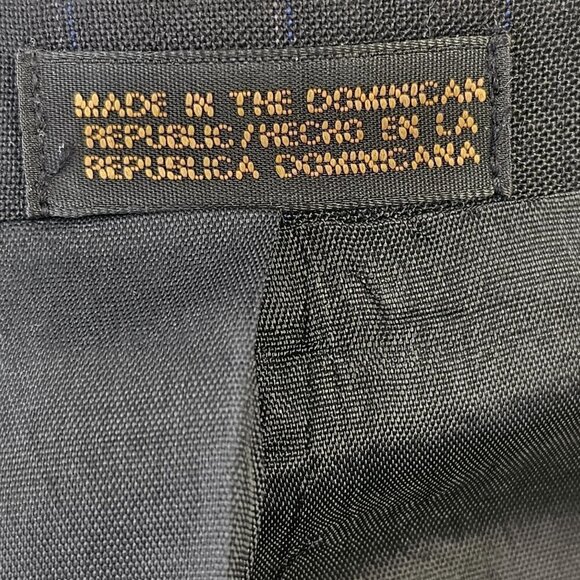 MADE IN THE DOMINICAN
REPUBLIC/HECHO EN LA
REPUBLICA DOMINICANA